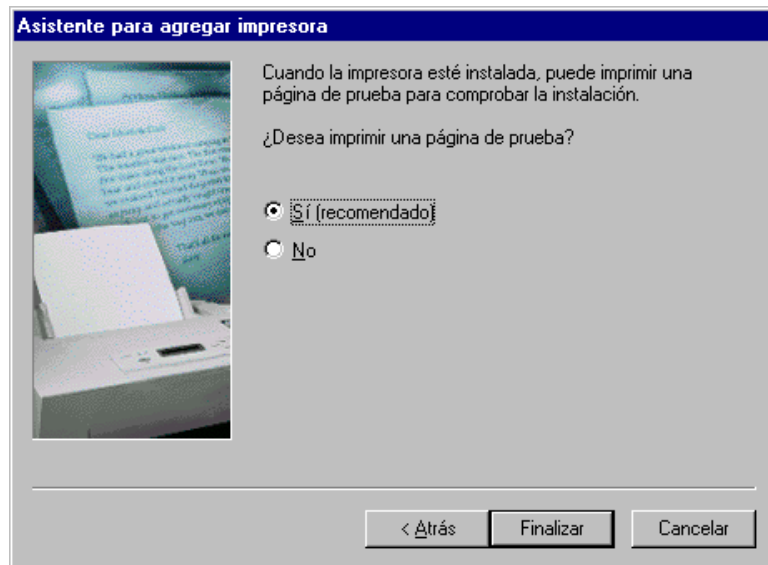 Asistente para agregar impresora
Cuando la impresora esté instalada, puede imprimir una
página de prueba para comprobar la instalación.
¿Desea imprimir una página de prueba?
Sí (recomendado)
No
< Atrás
Finalizar
Cancelar